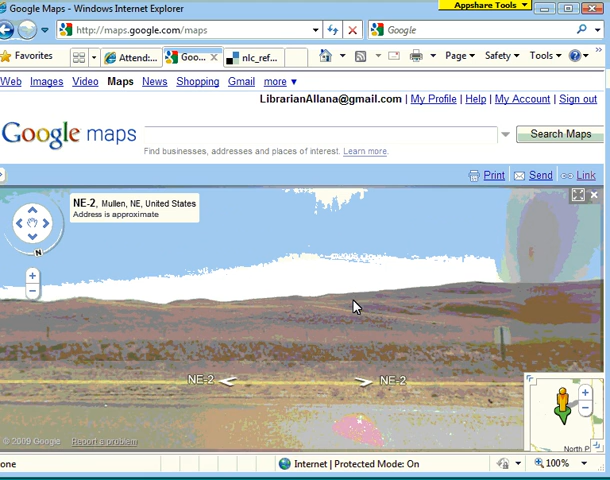 Google Maps - Windows Internet Explorer
Appshare Tools
http://maps.google.com/maps
Google
Favorites
Attend:...
Goo...
nlc_ref...
Page
Safety
Tools
Web Images Video Maps News Shopping Gmail more
LibrarianAllana@gmail.com | My Profile | Help | My Account | Sign out
Google maps
Search Maps
Find businesses, addresses and places of interest. Learn more.
Print
Send
Link
NE-2, Mullen, NE, United States
Address is approximate
N
NE-2
NE-2
© 2009 Google
Report a problem
North P
one
Internet | Protected Mode: On
100%